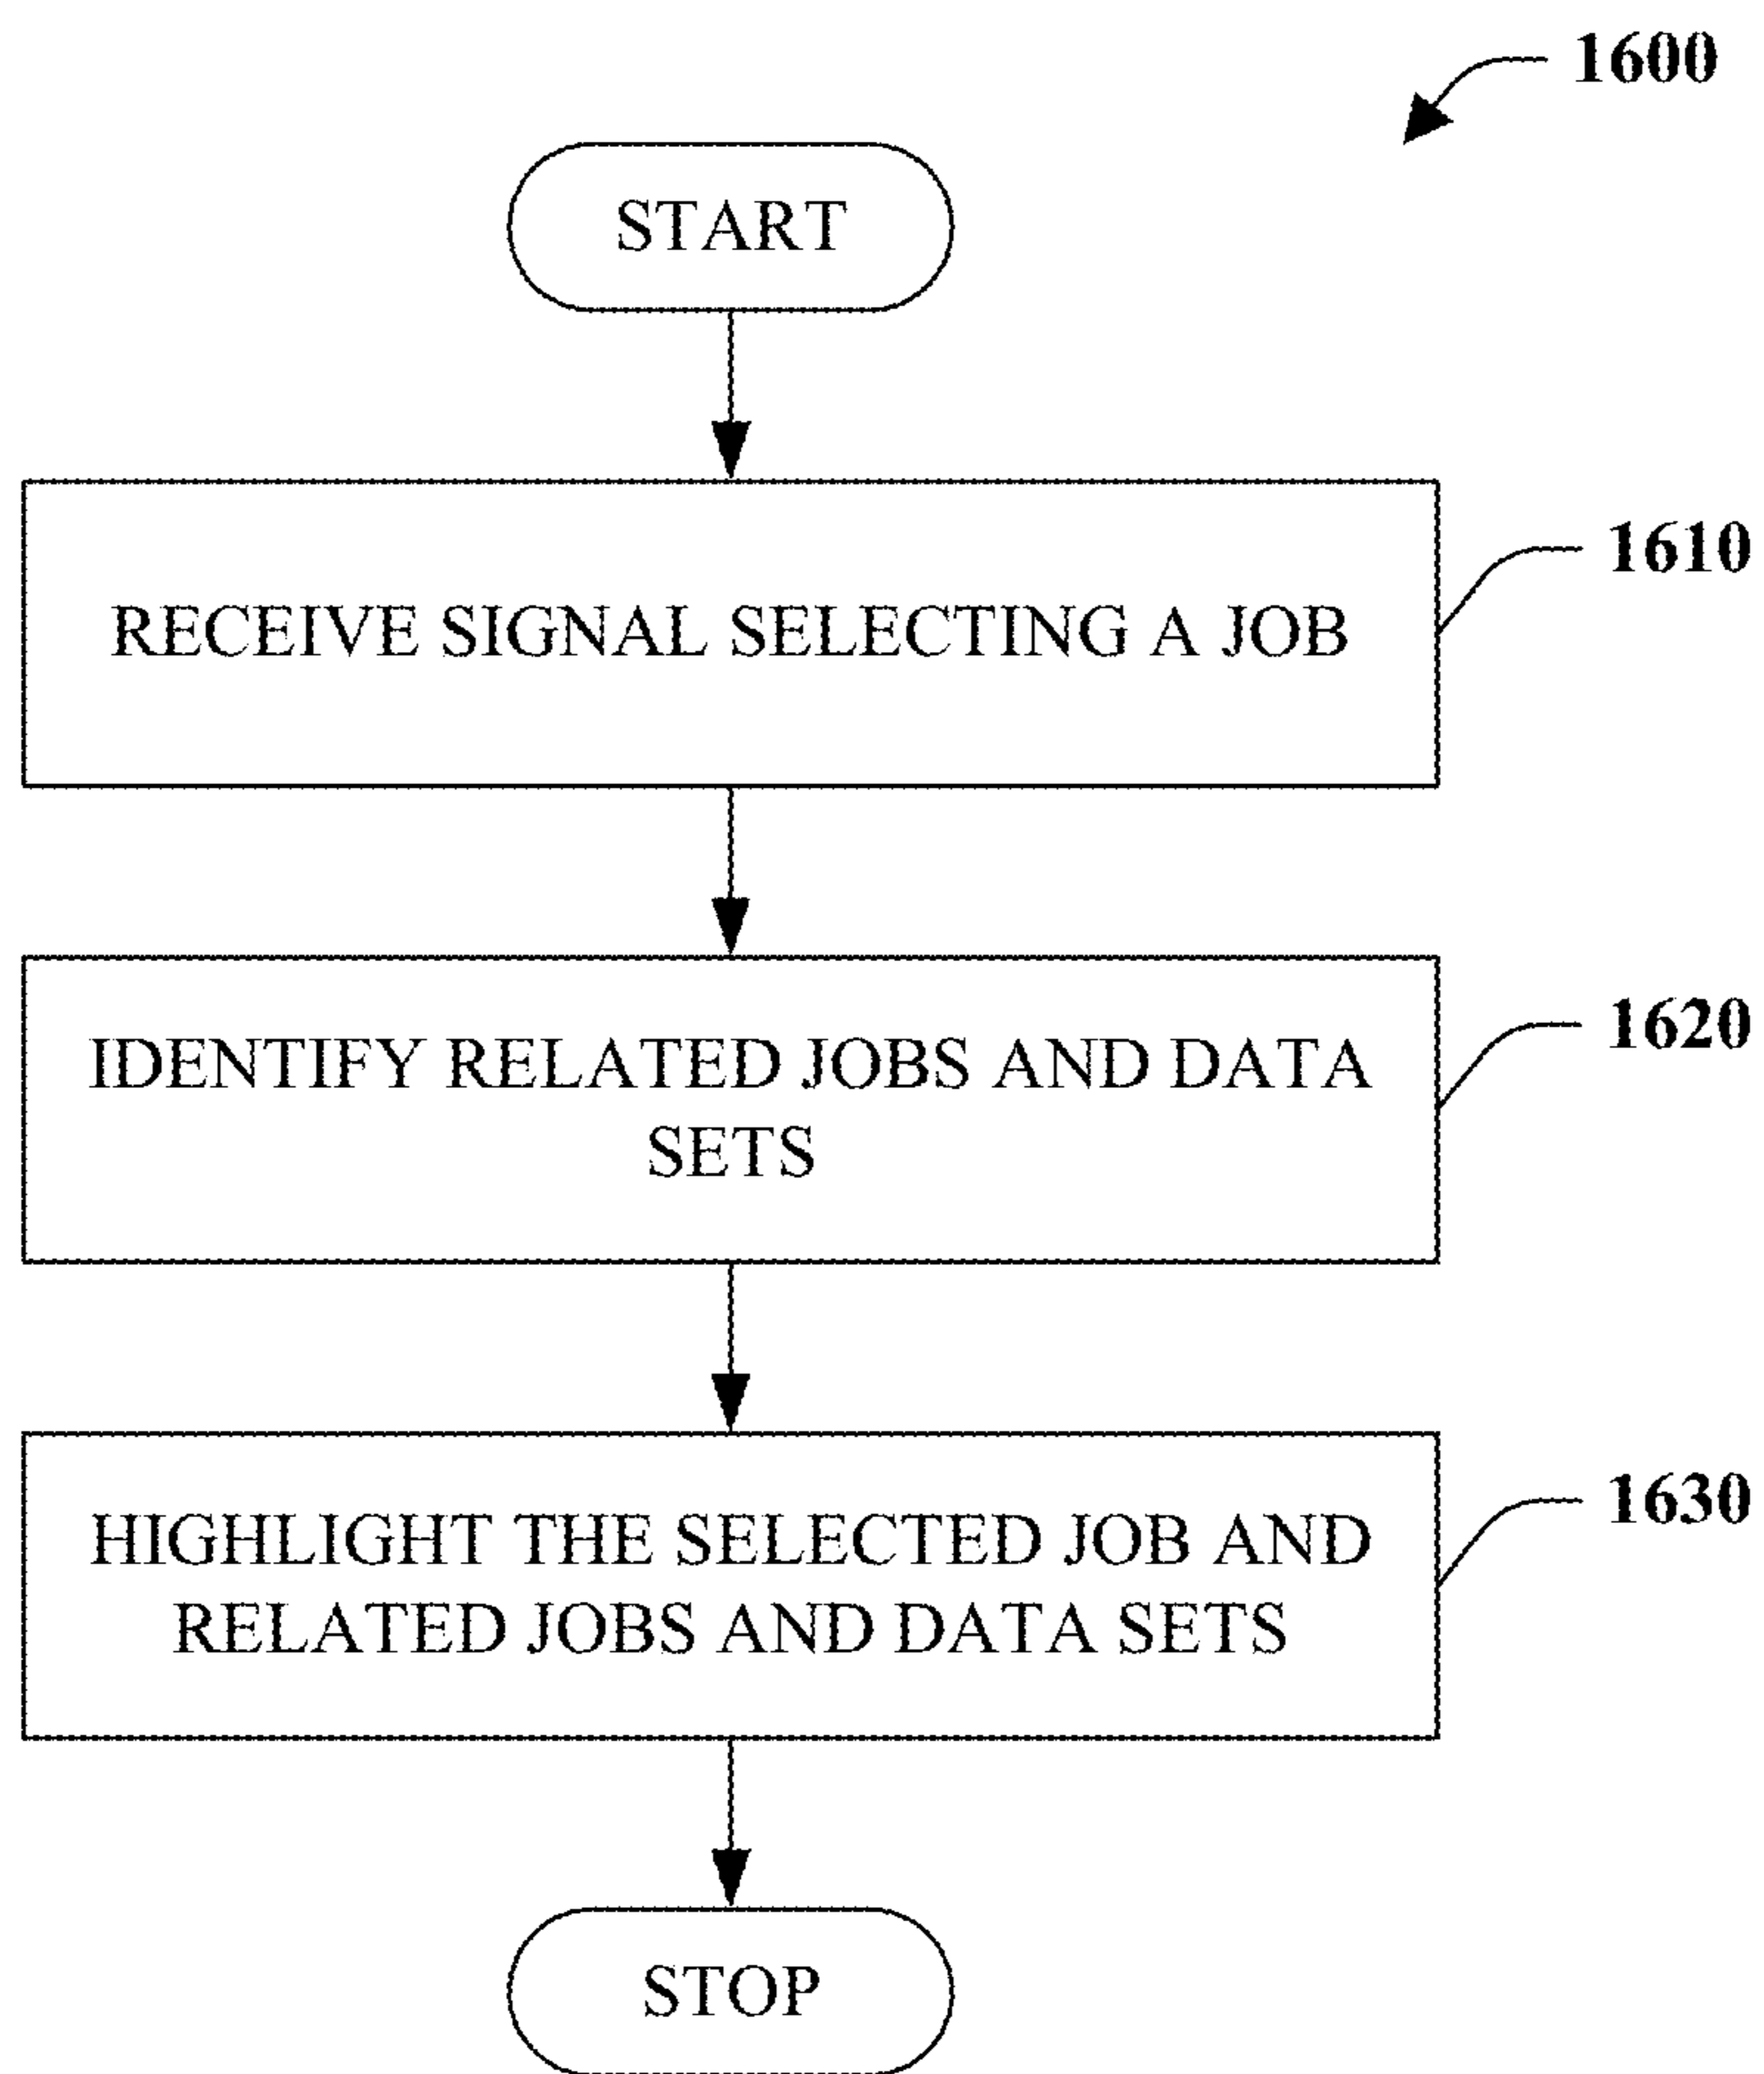 1600
START
RECEIVE SIGNAL SELECTING A JOB
1610
IDENTIFY RELATED JOBS AND DATA
SETS
1620
HIGHLIGHT THE SELECTED JOB AND
RELATED JOBS AND DATA SETS
1630
STOP